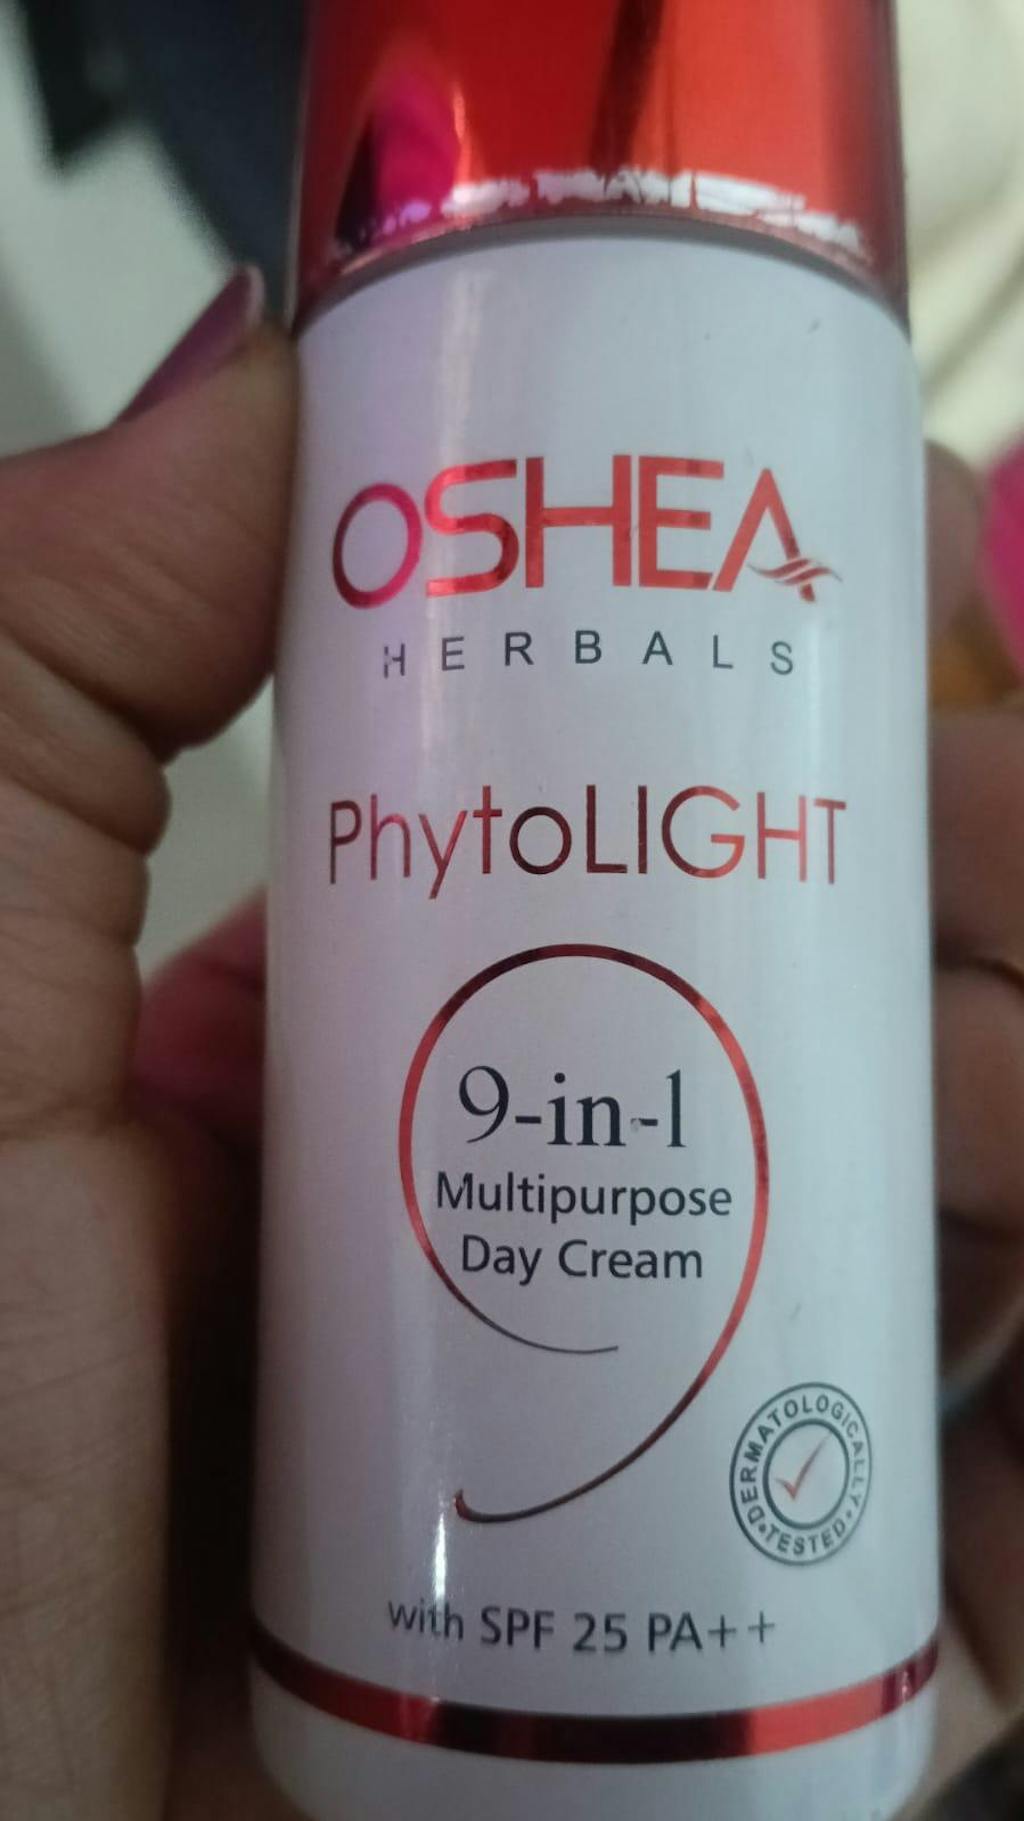 OSHEA
HERBALS
PhytoLIGHT
9-in-1
Multipurpose
Day Cream
DERMATOLOGICALLY
TESTED
with SPF 25 PA++